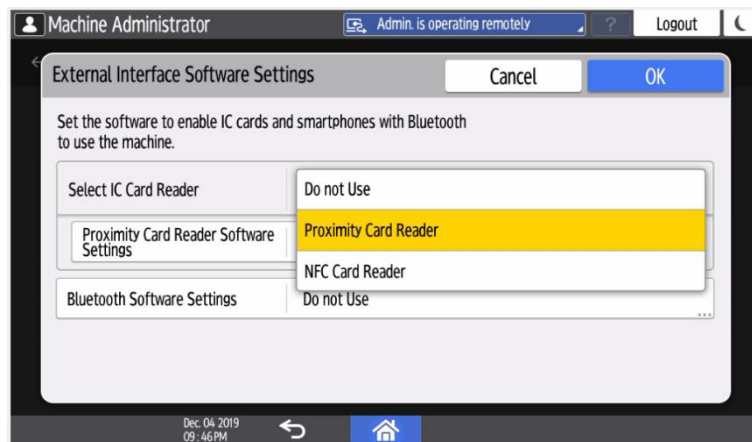 Machine Administrator
Admin. is operating remotely
?
Logout
External Interface Software Settings
Cancel
OK
Set the software to enable IC cards and smartphones with Bluetooth
to use the machine.
Select IC Card Reader
Do not Use
Proximity Card Reader
NFC Card Reader
Proximity Card Reader Software
Settings
Bluetooth Software Settings
Do not Use
Dec. 04 2019
09:46 PM